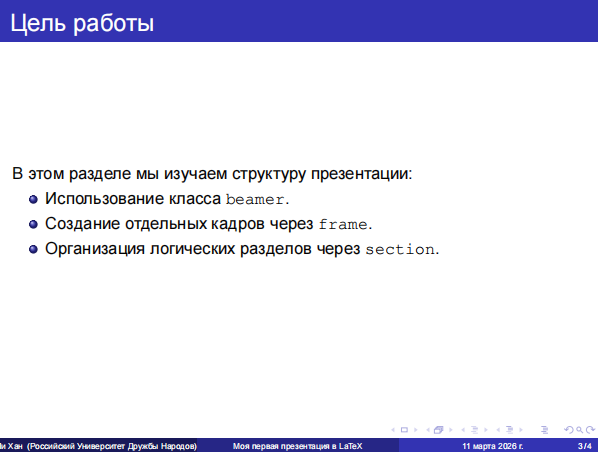 Цель работы
В этом разделе мы изучаем структуру презентации:
Использование класса beamer.
Создание отдельных кадров через frame.
Организация логических разделов через section.
Хан (Российский Университет Дружбы Народов) Моя первая презентация в LaTeX 11 марта 2026 г. 3/4